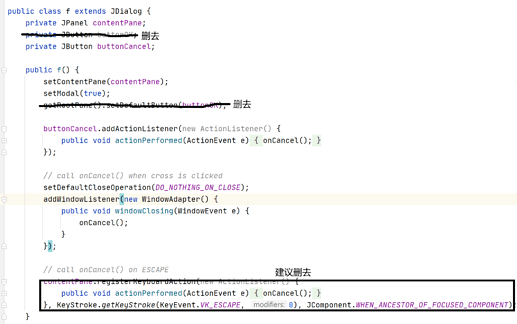 public class f extends JDialog {
private JPanel contentPane;
private JButton buttonOK; 删去
private JButton buttonCancel;
public f() {
setContentPane(contentPane);
setModal(true);
getRootPane().setDefaultButton(buttonOK); 删去
buttonCancel.addActionListener(new ActionListener() {
public void actionPerformed(ActionEvent e) { onCancel(); }
});
// call onCancel() when cross is clicked
setDefaultCloseOperation(DO_NOTHING_ON_CLOSE);
addWindowListener(new WindowAdapter() {
public void windowClosing(WindowEvent e) {
onCancel();
}
});
// call onCancel() on ESCAPE
建议删去
contentPane.registerKeyboardAction(new ActionListener() {
public void actionPerformed(ActionEvent e) { onCancel(); }
}, KeyStroke.getKeyStroke(KeyEvent.VK_ESCAPE, modifiers: 0), JComponent.WHEN_ANCESTOR_OF_FOCUSED_COMPONENT)
}